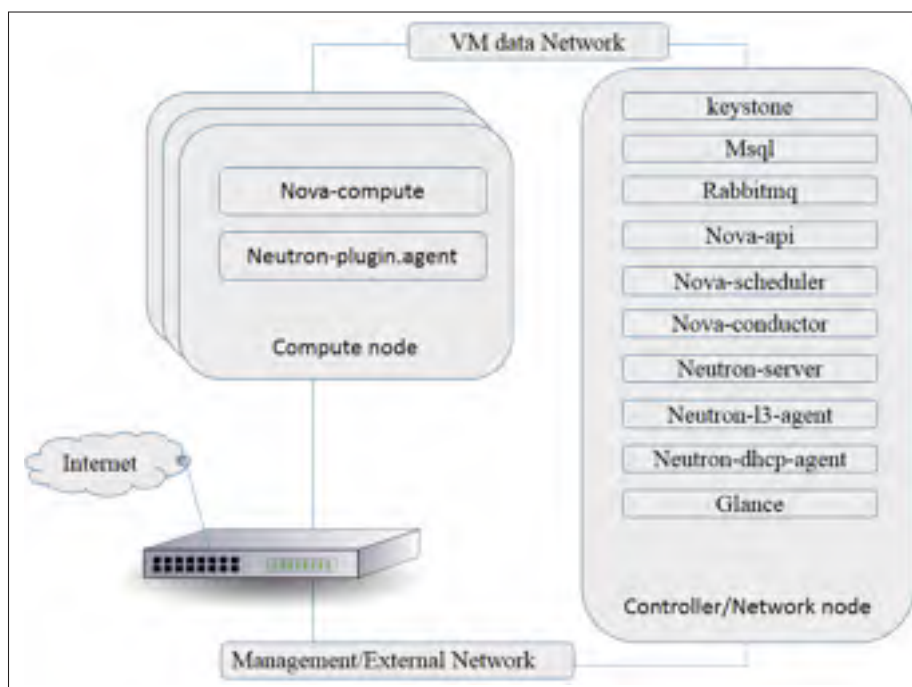 VM data Network
Nova-compute
Neutron-plugin.agent
Compute node
Internet
keystone
Msql
Rabbitmq
Nova-api
Nova-scheduler
Nova-conductor
Neutron-server
Neutron-l3-agent
Neutron-dhcp-agent
Glance
Controller/Network node
Management/External Network